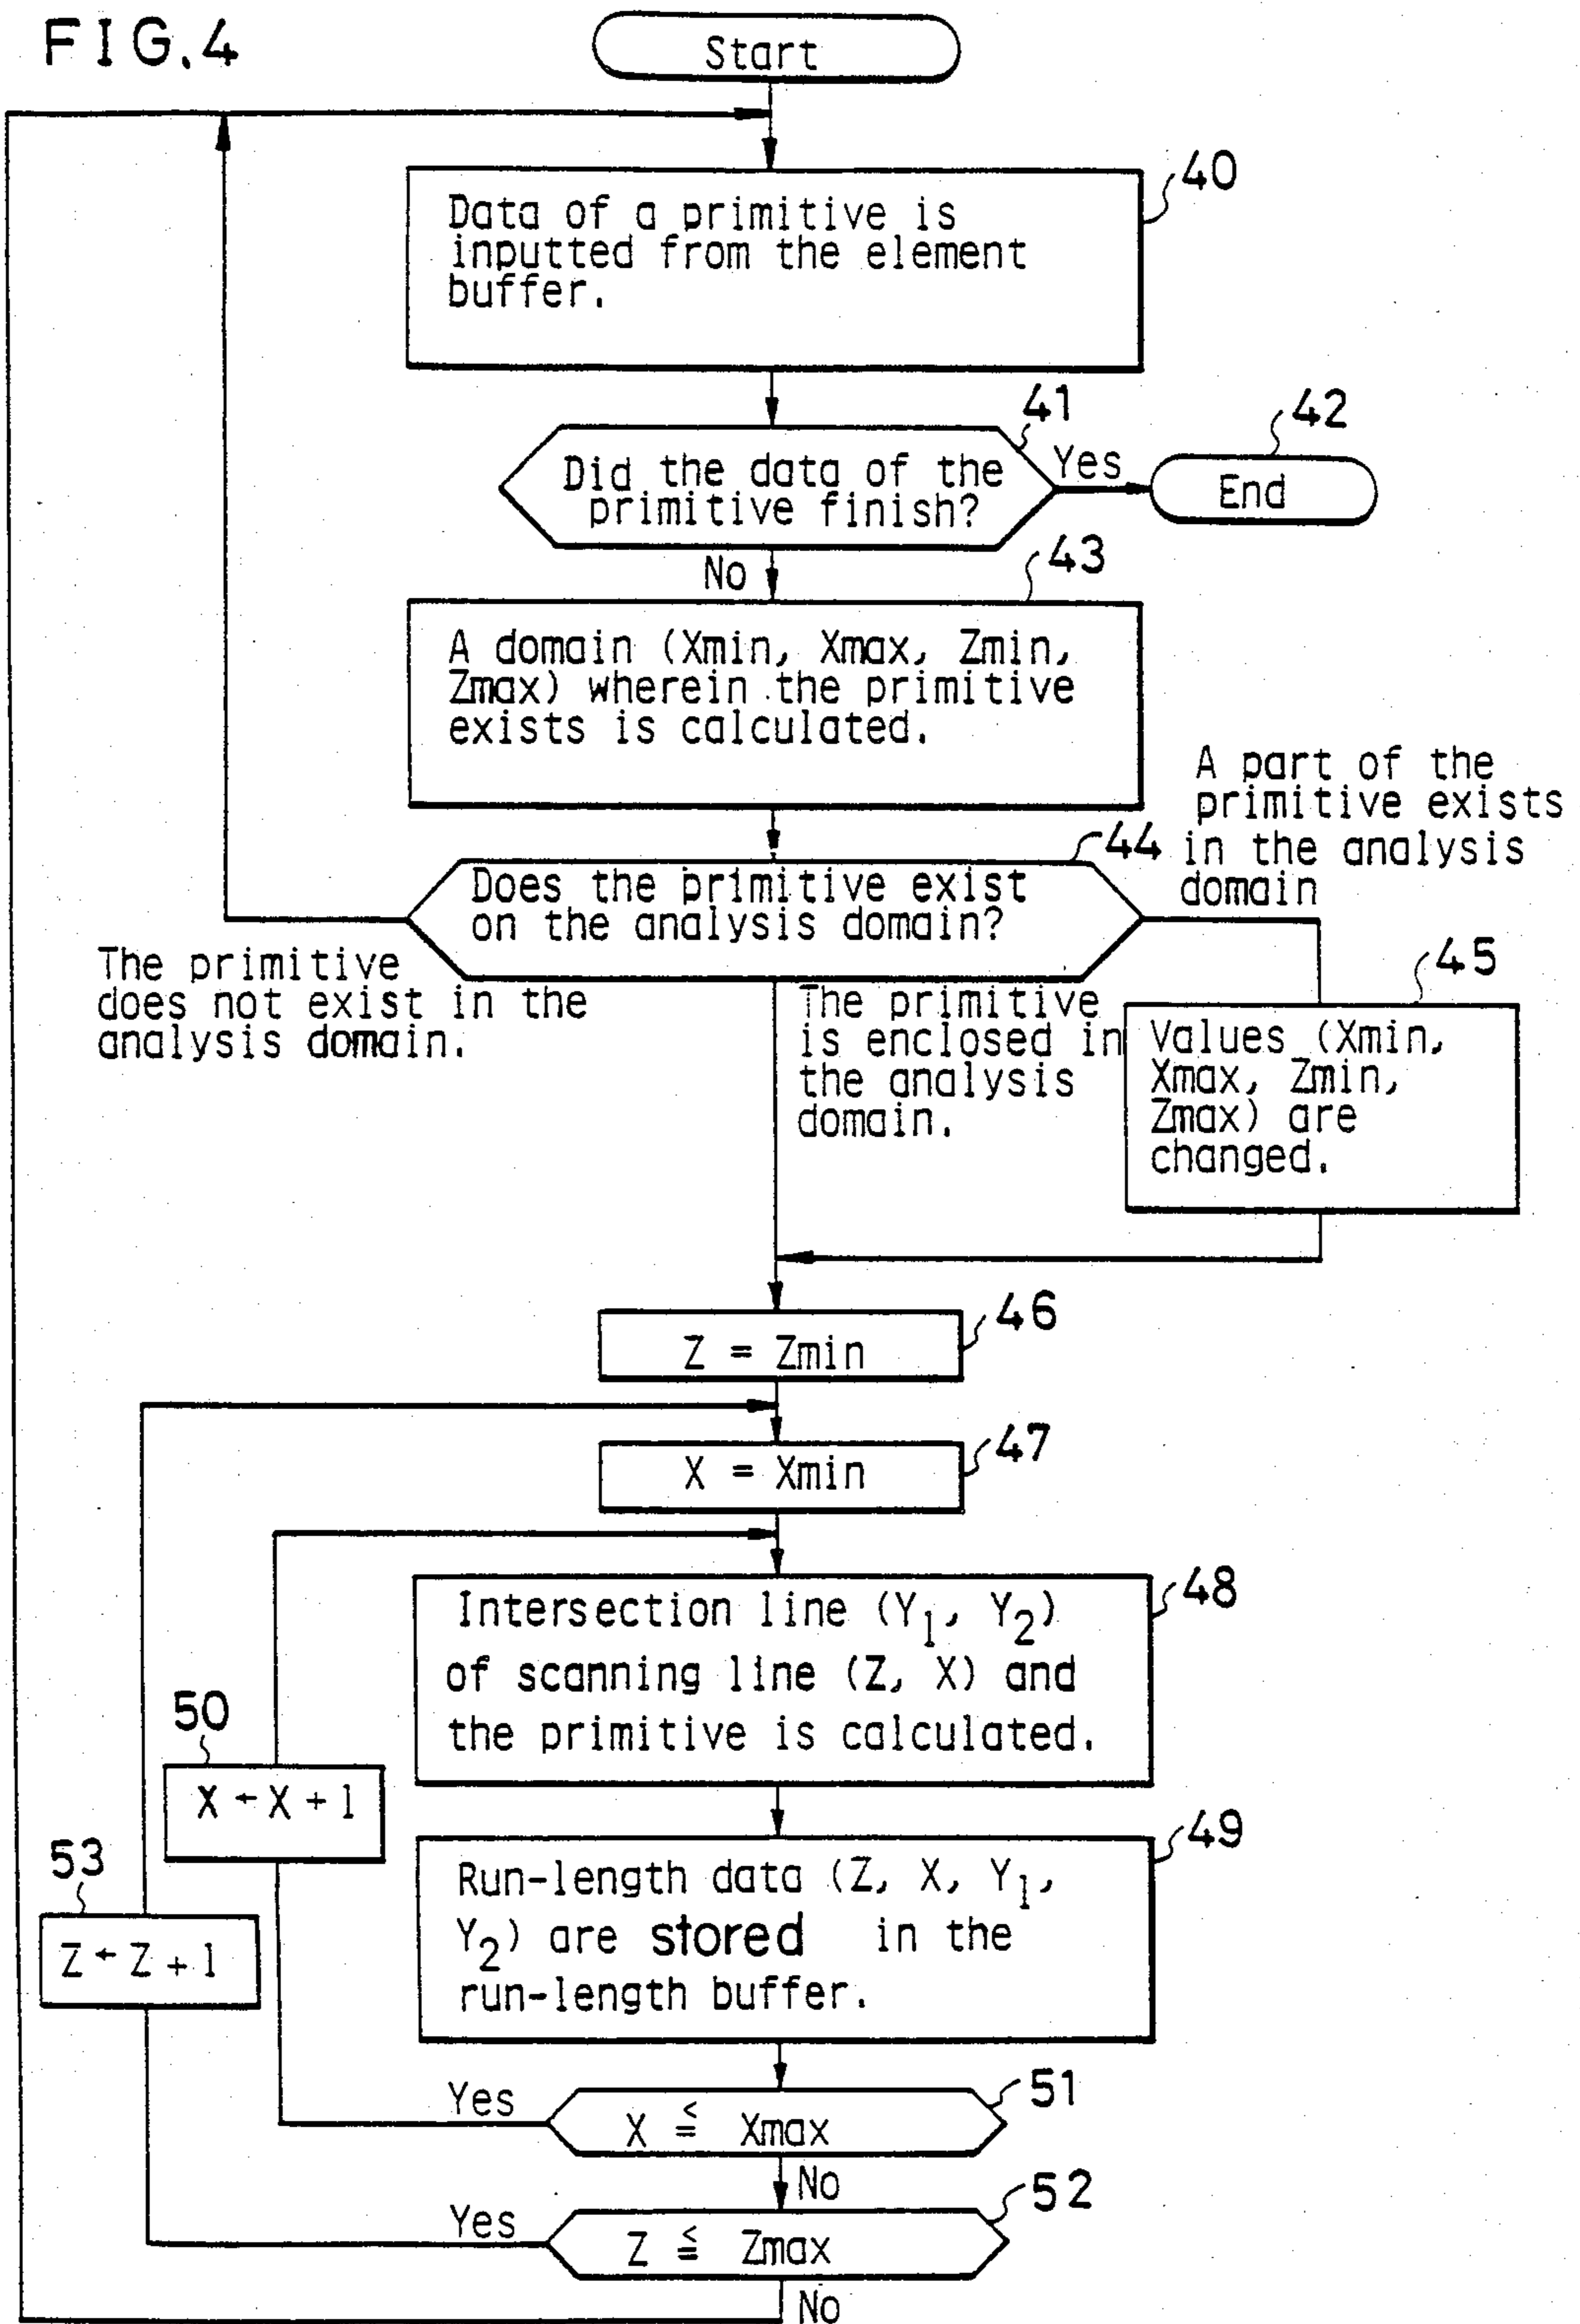 FIG.4
Start
40
Data of a primitive is
inputted from the element
buffer.
41
42
Did the data of the
primitive finish?
Yes
End
No
43
A domain (Xmin, Xmax, Zmin,
Zmax) wherein the primitive
exists is calculated.
A part of the
primitive exists
in the analysis
domain
44
Does the primitive exist
on the analysis domain?
The primitive
does not exist in the
analysis domain.
The primitive
is enclosed in
the analysis
domain.
45
Values (Xmin,
Xmax, Zmin,
Zmax) are
changed.
46
Z = Zmin
47
X = Xmin
48
Intersection line (Y1, Y2)
of scanning line (Z, X) and
the primitive is calculated.
50
X ← X + 1
49
Run-length data (Z, X, Y1,
Y2) are stored in the
run-length buffer.
53
Z ← Z + 1
51
Yes
X ≦ Xmax
No
52
Yes
Z ≦ Zmax
No